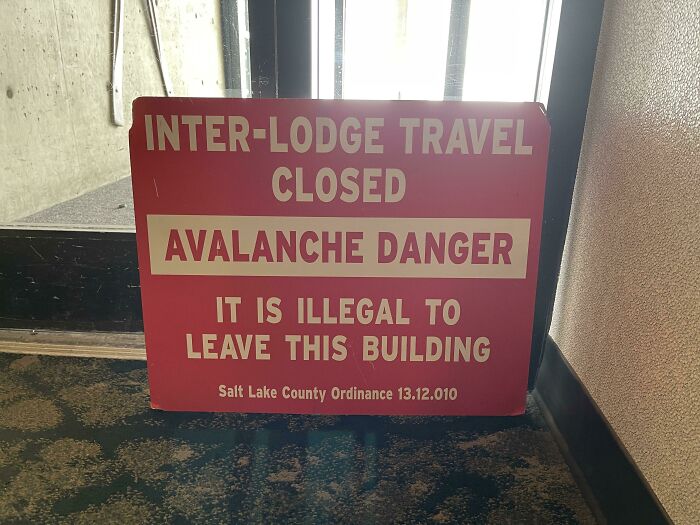 INTER-LODGE TRAVEL
CLOSED
AVALANCHE DANGER
IT IS ILLEGAL TO
LEAVE THIS BUILDING
Salt Lake County Ordinance 13.12.010